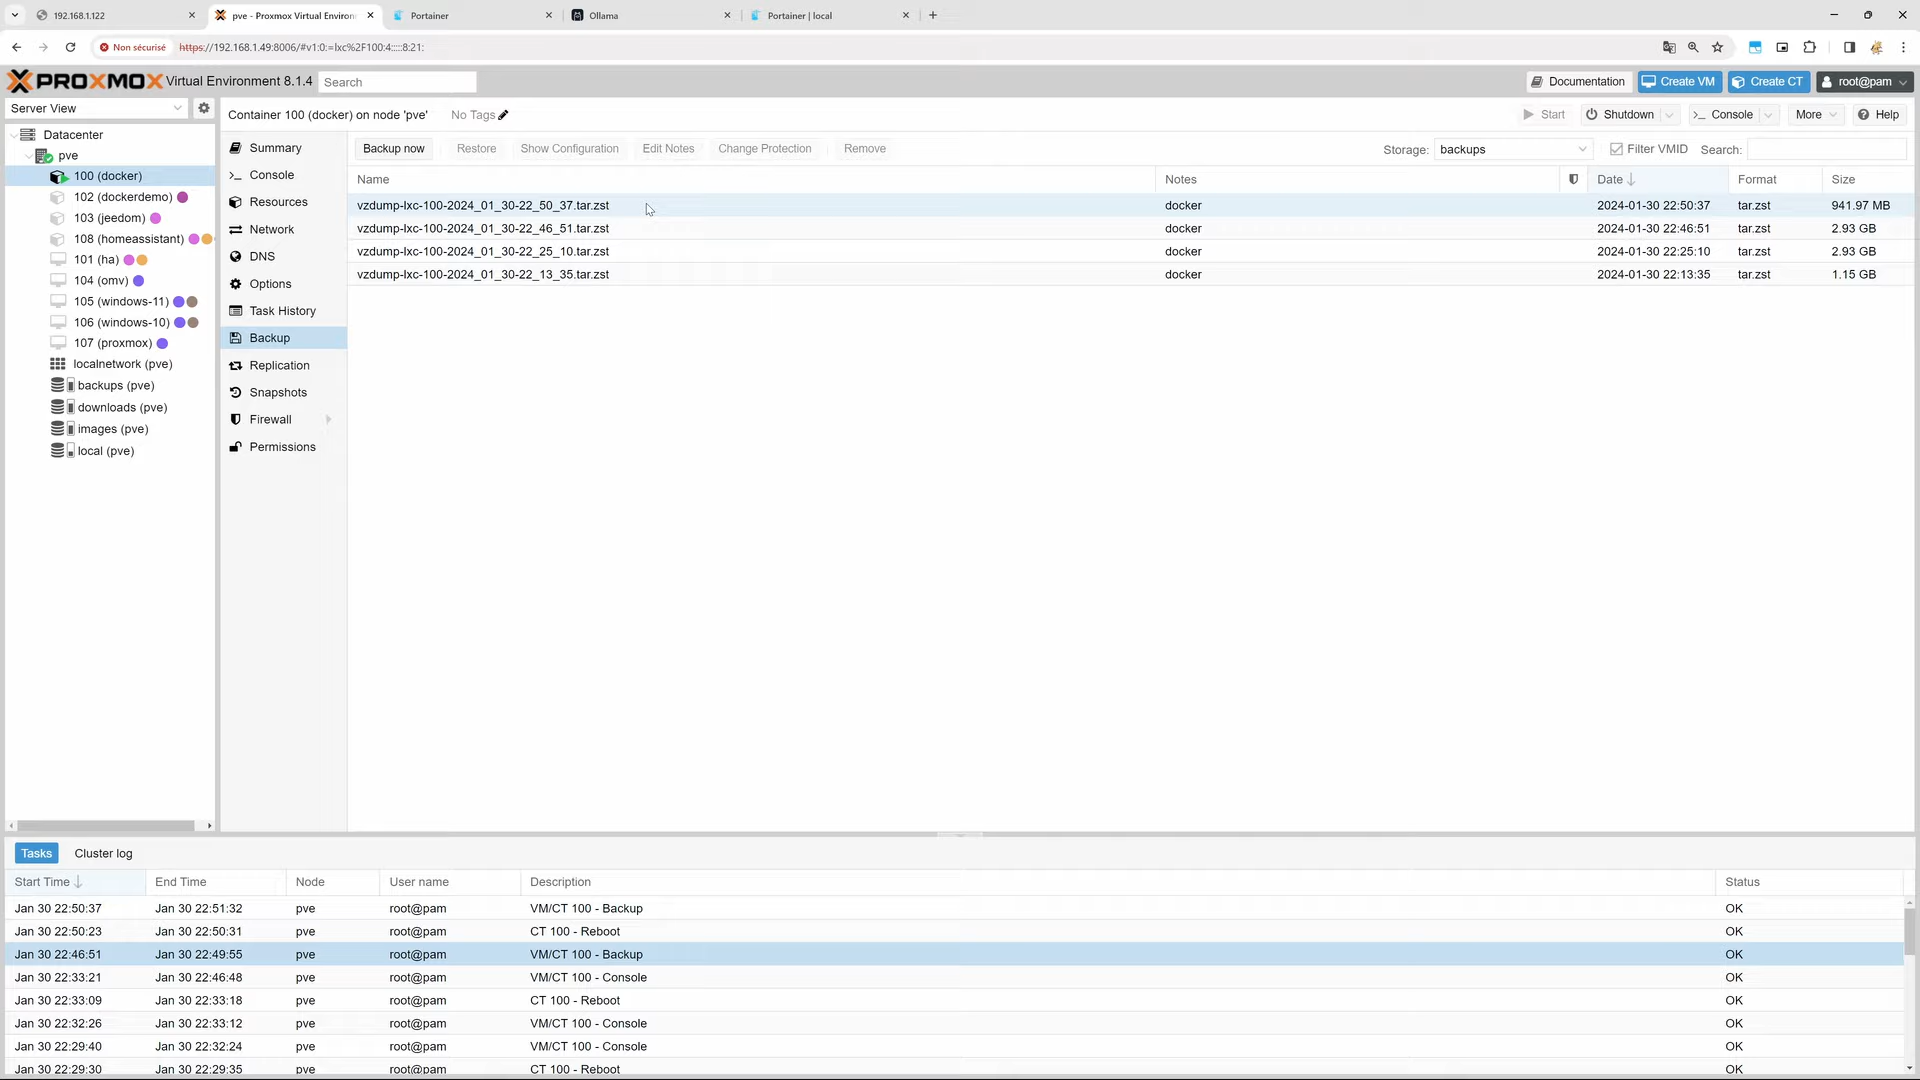 192.168.1.122
pve - Proxmox Virtual Environ
Portainer
Ollama
Portainer | local
Non sécurisé
https://192.168.1.49:8006/#v1:0:=lxc%2F100:4:::::8:21:
PROXMOX Virtual Environment 8.1.4
Search
Documentation
Create VM
Create CT
root@pam
Server View
Container 100 (docker) on node 'pve'
No Tags
Start
Shutdown
Console
More
Help
Datacenter
pve
100 (docker)
102 (dockerdemo)
103 (jeedom)
108 (homeassistant)
101 (ha)
104 (omv)
105 (windows-11)
106 (windows-10)
107 (proxmox)
localnetwork (pve)
backups (pve)
downloads (pve)
images (pve)
local (pve)
Summary
Console
Resources
Network
DNS
Options
Task History
Backup
Replication
Snapshots
Firewall
Permissions
Backup now
Restore
Show Configuration
Edit Notes
Change Protection
Remove
Storage: backups
Filter VMID
Search:
Name Notes Date Format Size
vzdump-lxc-100-2024_01_30-22_50_37.tar.zst docker 2024-01-30 22:50:37 tar.zst 941.97 MB
vzdump-lxc-100-2024_01_30-22_46_51.tar.zst docker 2024-01-30 22:46:51 tar.zst 2.93 GB
vzdump-lxc-100-2024_01_30-22_25_10.tar.zst docker 2024-01-30 22:25:10 tar.zst 2.93 GB
vzdump-lxc-100-2024_01_30-22_13_35.tar.zst docker 2024-01-30 22:13:35 tar.zst 1.15 GB
Tasks
Cluster log
Start Time End Time Node User name Description Status
Jan 30 22:50:37 Jan 30 22:51:32 pve root@pam VM/CT 100 - Backup OK
Jan 30 22:50:23 Jan 30 22:50:31 pve root@pam CT 100 - Reboot OK
Jan 30 22:46:51 Jan 30 22:49:55 pve root@pam VM/CT 100 - Backup OK
Jan 30 22:33:21 Jan 30 22:46:48 pve root@pam VM/CT 100 - Console OK
Jan 30 22:33:09 Jan 30 22:33:18 pve root@pam CT 100 - Reboot OK
Jan 30 22:32:26 Jan 30 22:33:12 pve root@pam VM/CT 100 - Console OK
Jan 30 22:29:40 Jan 30 22:32:24 pve root@pam VM/CT 100 - Console OK
Jan 30 22:29:30 Jan 30 22:29:35 pve root@pam CT 100 - Reboot OK